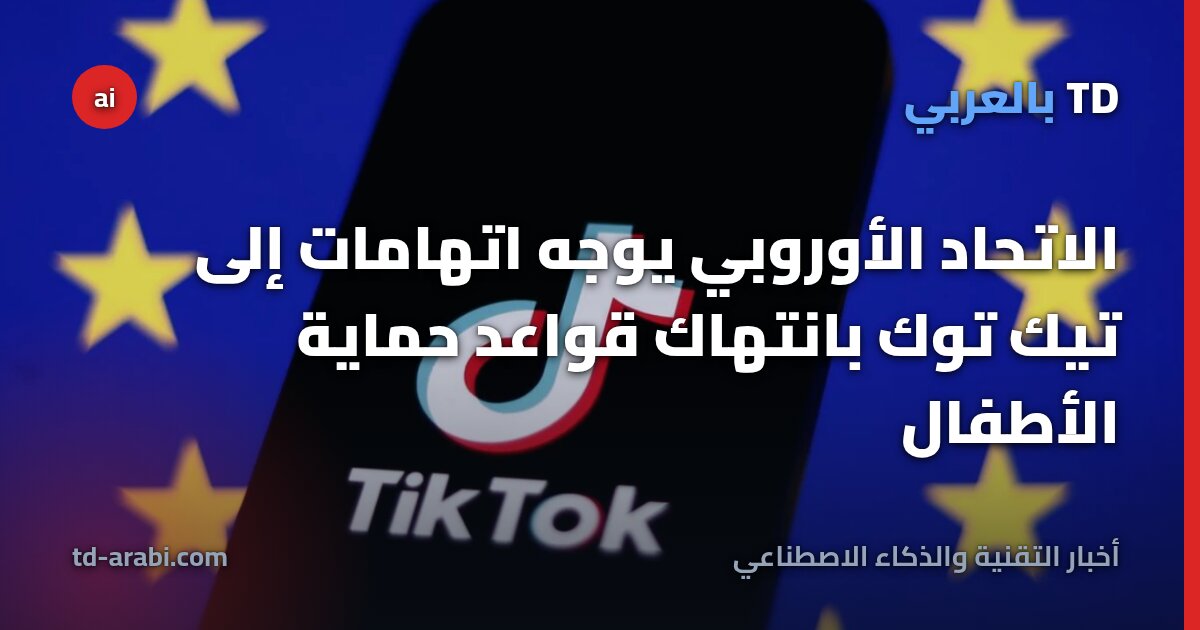 TD بالعربي
ai
الاتحاد الأوروبي يوجه اتهامات إلى
تيك توك بانتهاك قواعد حماية
الأطفال
TikTok
أخبار التقنية والذكاء الاصطناعي
td-arabi.com